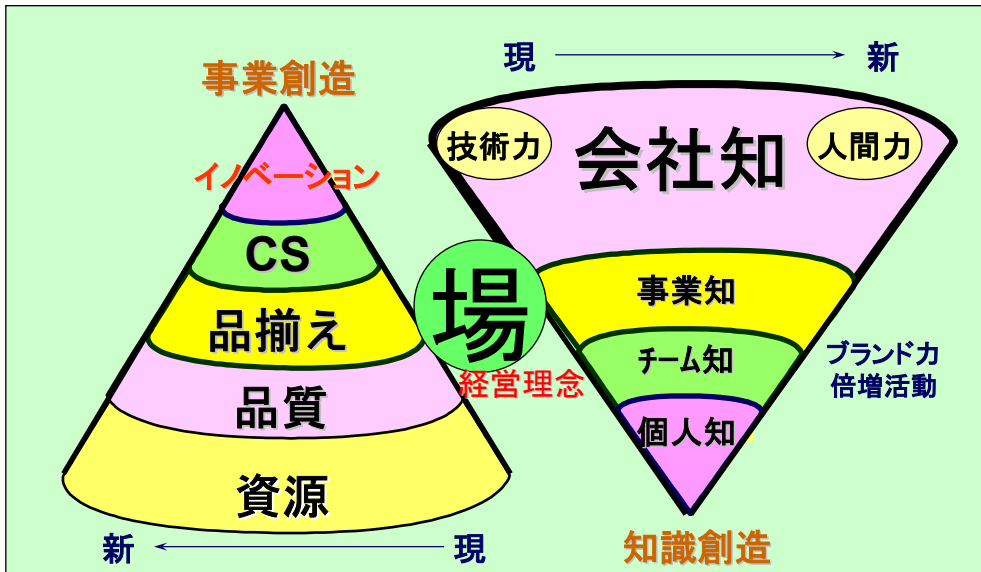 事業創造
イノベーション
CS
品揃え
品質
資源
新
現
場
経営理念
現
新
技術力
会社知
人間力
事業知
チーム知
個人知
ブランド力
倍増活動
知識創造